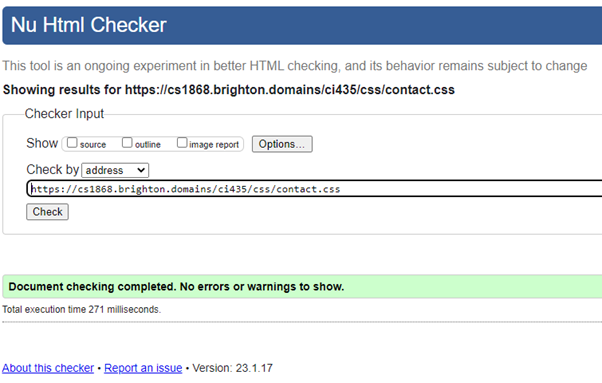 Nu Html Checker
This tool is an ongoing experiment in better HTML checking, and its behavior remains subject to change
Showing results for https://cs1868.brighton.domains/ci435/css/contact.css
Checker Input
Show source outline image report Options...
Check by address
https://cs1868.brighton.domains/ci435/css/contact.css
Check
Document checking completed. No errors or warnings to show.
Total execution time 271 milliseconds.
About this checker • Report an issue • Version: 23.1.17